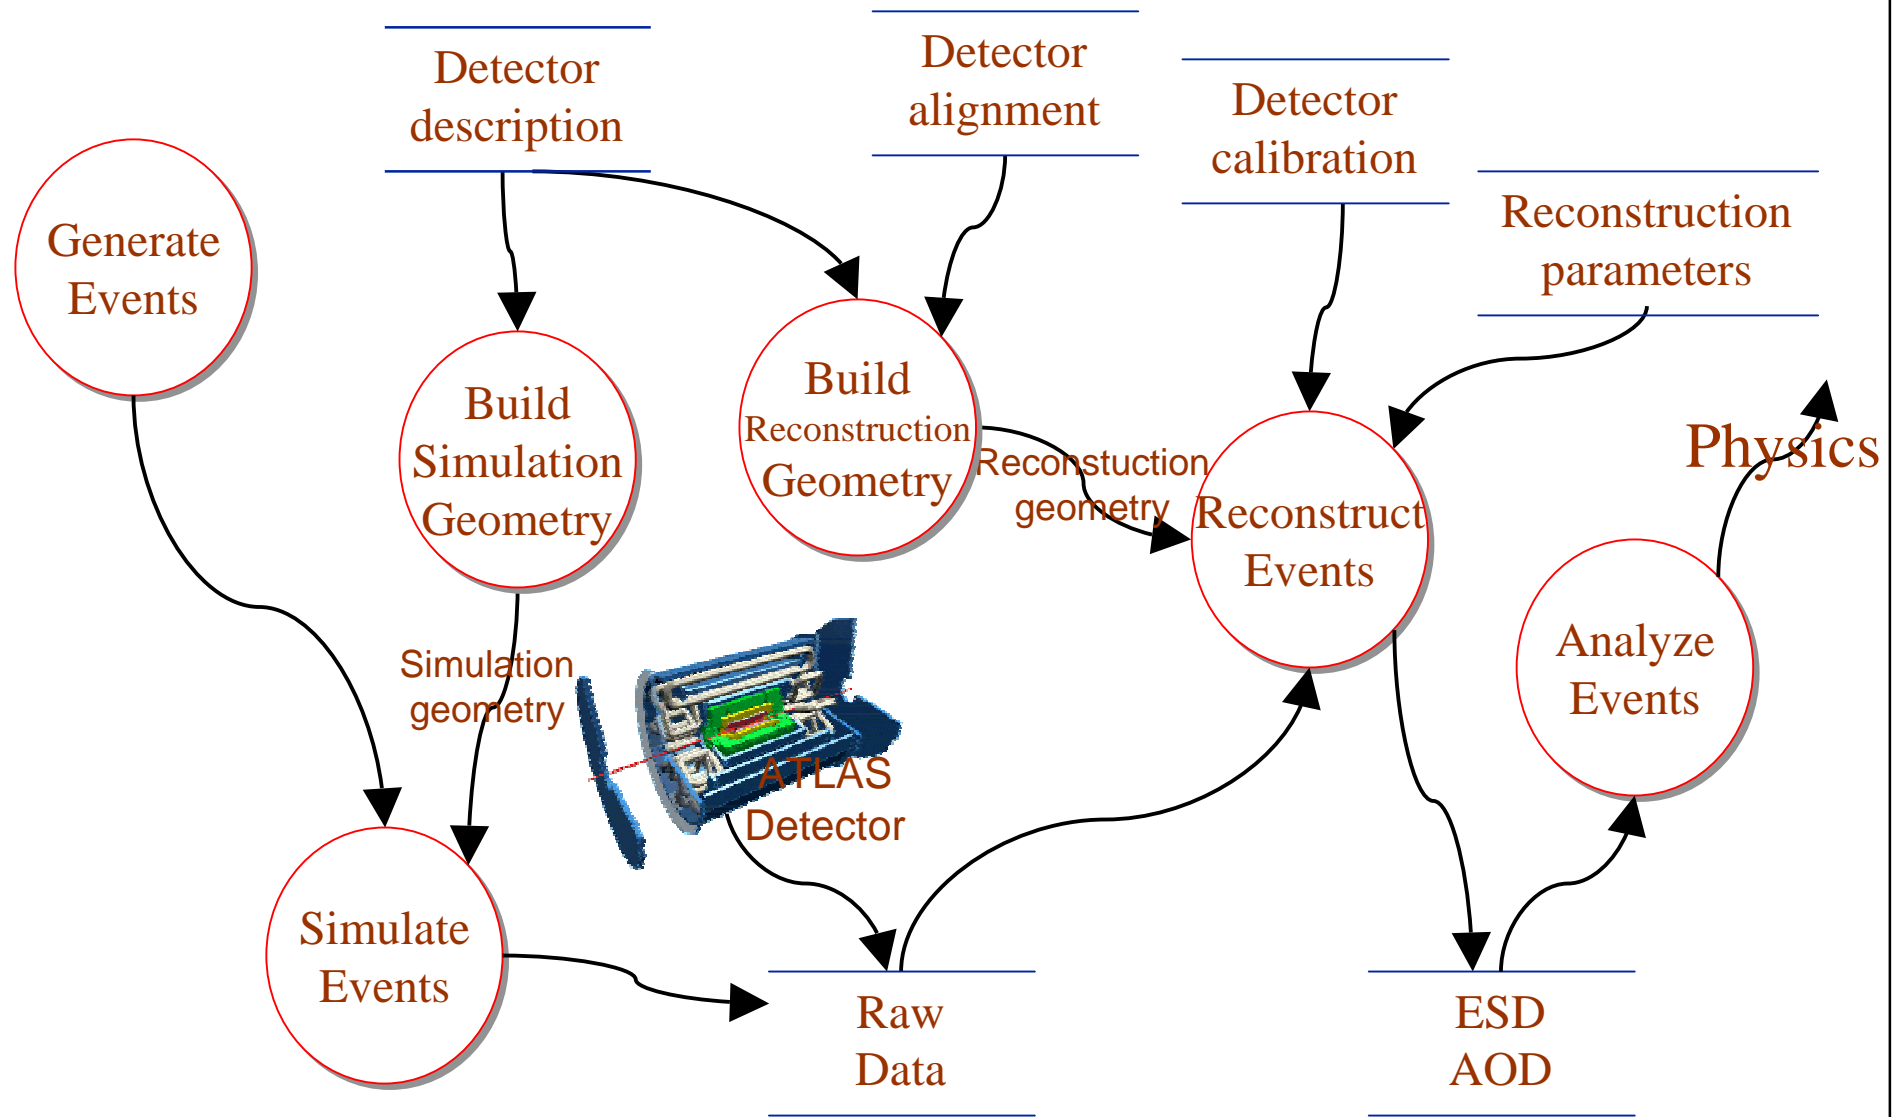 Detector
description
Detector
alignment
Detector
calibration
Reconstruction
parameters
Generate
Events
Build
Simulation
Geometry
Build
Reconstruction
Geometry
Reconstuction
geometry
Reconstruct
Events
Physics
Analyze
Events
Simulation
geometry
ATLAS
Detector
Simulate
Events
Raw
Data
ESD
AOD